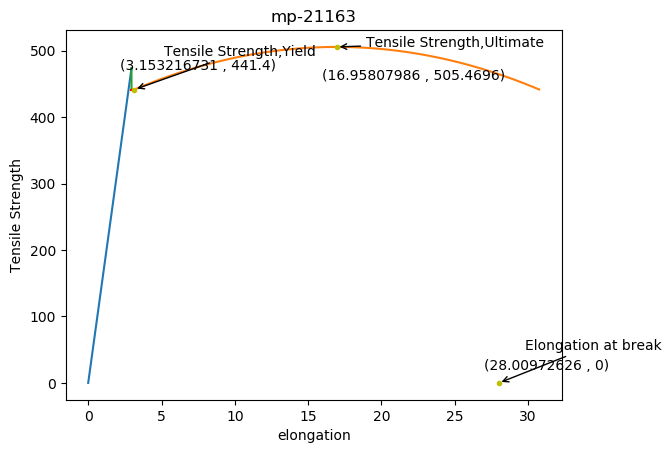 mp-21163
Tensile Strength,Ultimate
Tensile Strength,Yield
(3.153216731 , 441.4)
(16.95807986 , 505.4696)
Elongation at break
(28.00972626 , 0)
Tensile Strength
500
400
300
200
100
0
0 5 10 15 20 25 30
elongation